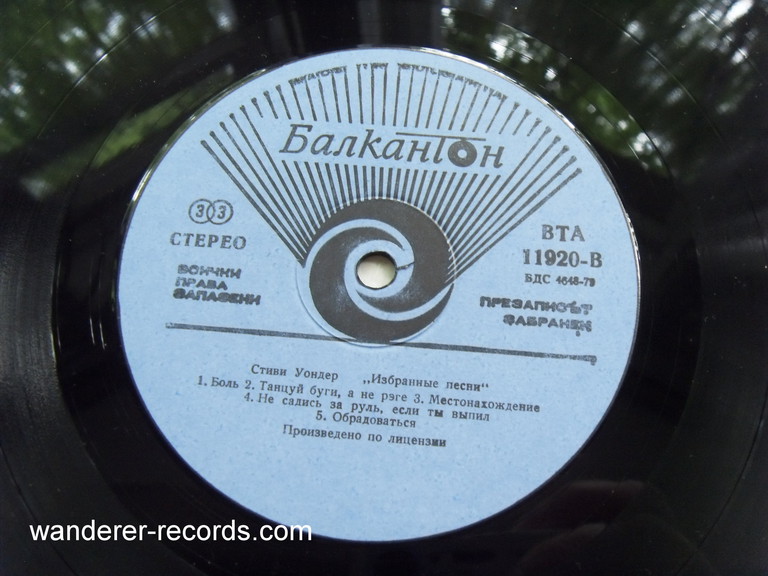 Балкантон
33
СТЕРЕО
ВСИЧКИ
ПРАВА
ЗАПАЗЕНИ
ВТА
11920-В
БДС 4648-79
ПРЕЗАПИСЪТ
ЗАБРАНЕН
Стиви Уондер „Избранные песни“
1. Боль 2. Танцуй буги, а не рэге 3. Местонахождение
4. Не садись за руль, если ты выпил
5. Обрадоваться
Произведено по лицензии
wanderer-records.com